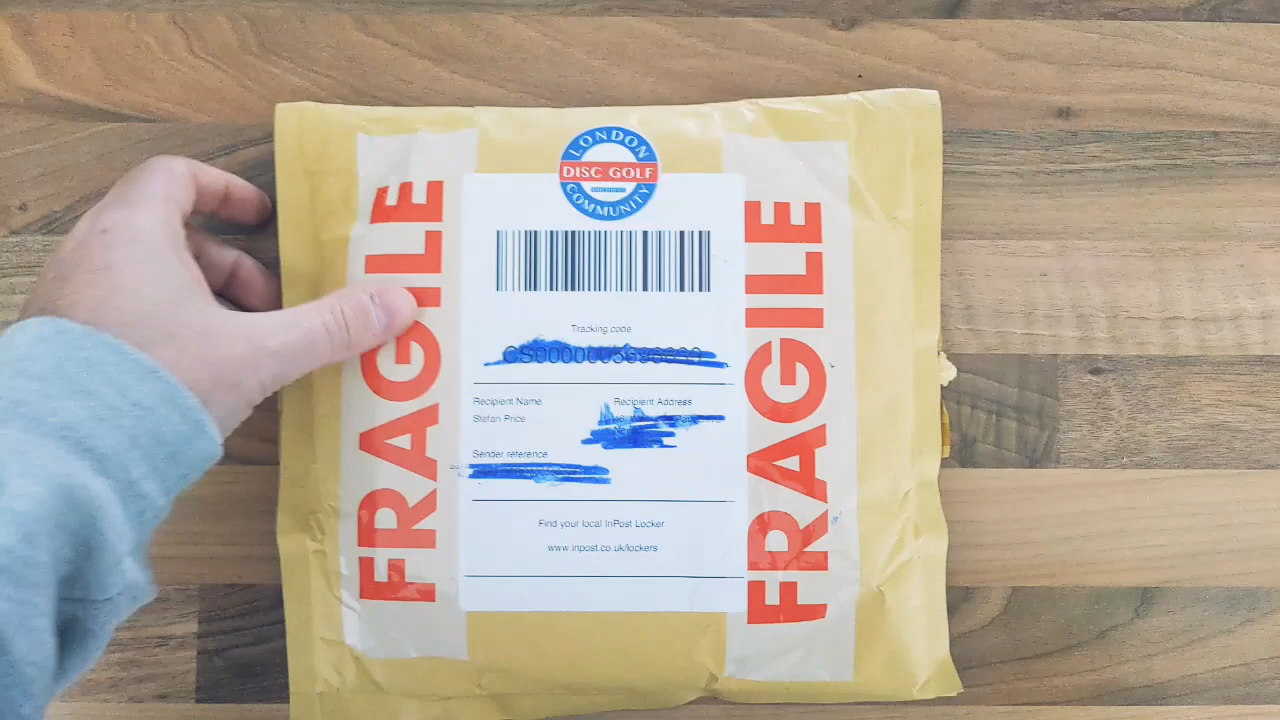 LONDON
DISC GOLF
COMMUNITY
FRAGILE
FRAGILE
Tracking code
Recipient Name
Recipient Address
Stefan Price
Sender reference
Find your local InPost Locker
www.inpost.co.uk/lockers